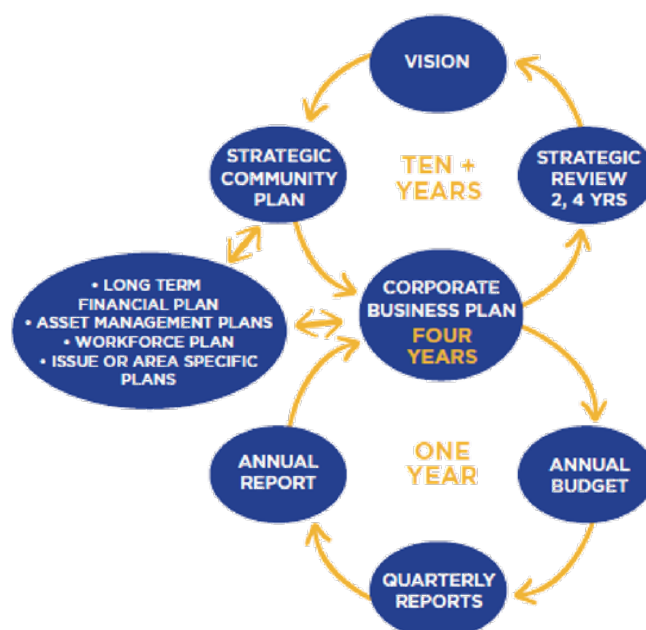 VISION
STRATEGIC
COMMUNITY
PLAN
TEN +
YEARS
STRATEGIC
REVIEW
2, 4 YRS
• LONG TERM
FINANCIAL PLAN
• ASSET MANAGEMENT PLANS
• WORKFORCE PLAN
• ISSUE OR AREA SPECIFIC
PLANS
CORPORATE
BUSINESS PLAN
FOUR
YEARS
ANNUAL
REPORT
ONE
YEAR
ANNUAL
BUDGET
QUARTERLY
REPORTS